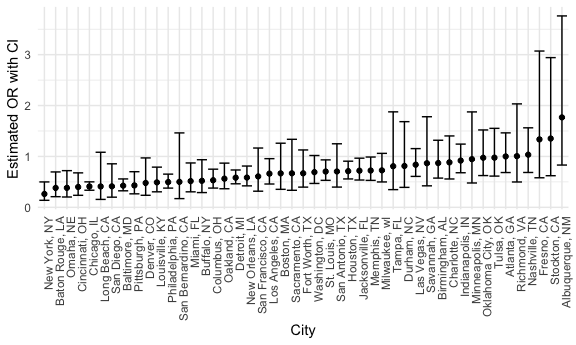 Estimated OR with CI
3
2
1
0
New York, NY
Baton Rouge, LA
Omaha, NE
Cincinnati, OH
Chicago, IL
Long Beach, CA
San Diego, CA
Baltimore, MD
Pittsburgh, PA
Denver, CO
Louisville, KY
Philadelphia, PA
San Bernardino, CA
Miami, FL
Buffalo, NY
Columbus, OH
Oakland, CA
Detroit, MI
New Orleans, LA
San Francisco, CA
Los Angeles, CA
Boston, MA
Sacramento, CA
Fort Worth, TX
Washington, DC
St. Louis, MO
San Antonio, TX
Houston, TX
Jacksonville, FL
Memphis, TN
Milwaukee, wI
Tampa, FL
Durham, NC
Las Vegas, NV
Savannah, GA
Birmingham, AL
Charlotte, NC
Indianapolis, IN
Minneapolis, MN
Oklahoma City, OK
Tulsa, OK
Atlanta, GA
Richmond, VA
Nashville, TN
Fresno, CA
Stockton, CA
Albuquerque, NM
City